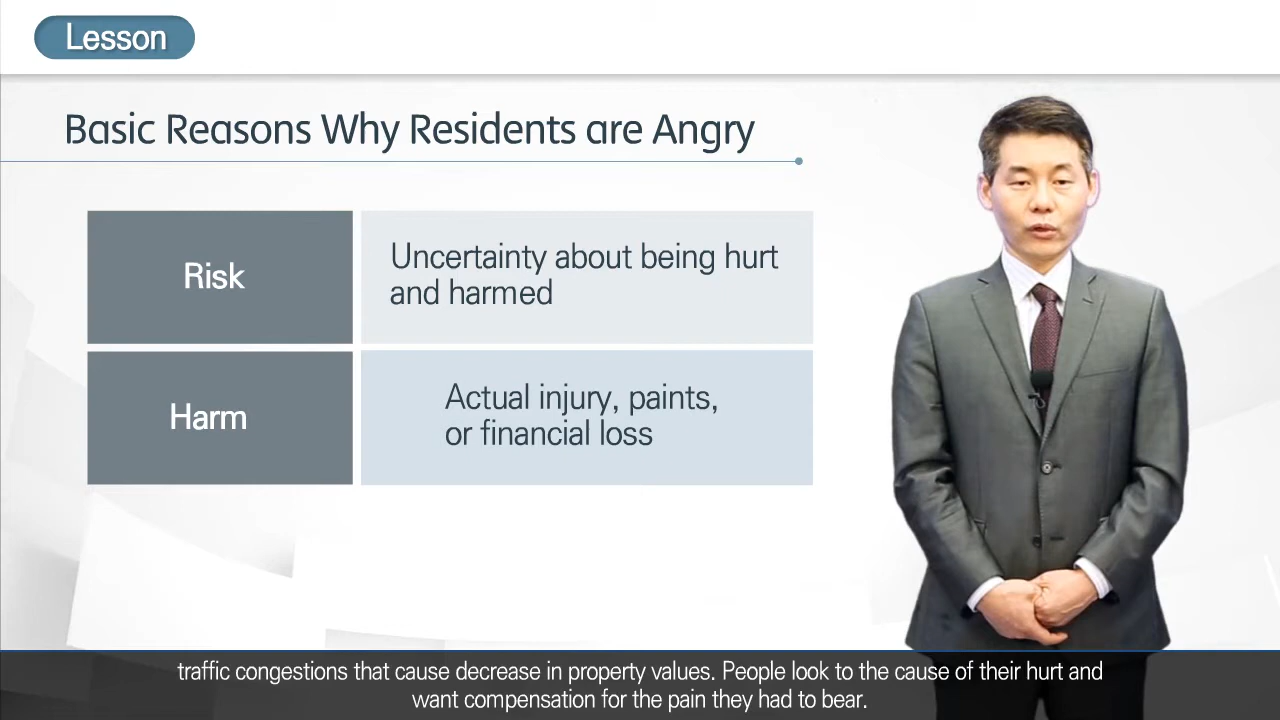 Lesson
Basic Reasons Why Residents are Angry
Risk
Uncertainty about being hurt
and harmed
Harm
Actual injury, paints,
or financial loss
traffic congestions that cause decrease in property values. People look to the cause of their hurt and
want compensation for the pain they had to bear.